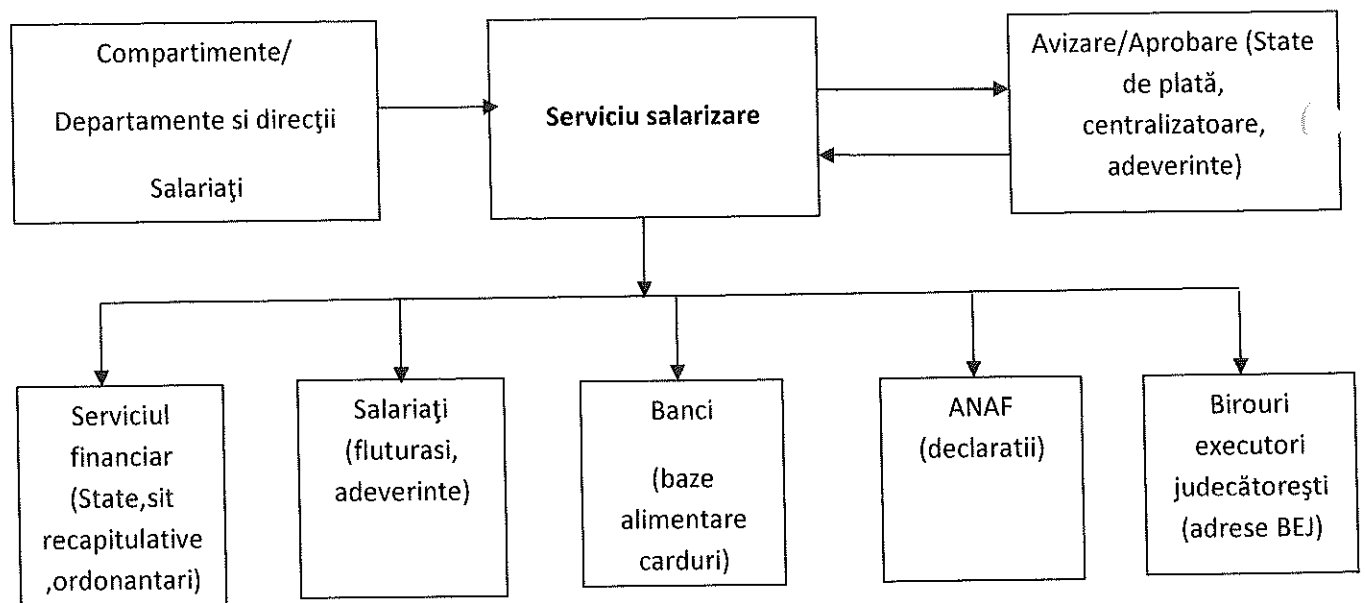 Compartimente/
Departamente si direcţii
Salariaţi
Serviciu salarizare
Avizare/Aprobare (State
de plată,
centralizatoare,
adeverinte)
Serviciul
financiar
(State,sit
recapitulative
,ordonantari)
Salariaţi
(fluturasi,
adeverinte)
Banci
(baze
alimentare
carduri)
ANAF
(declaratii)
Birouri
executori
judecătoreşti
(adrese BEJ)